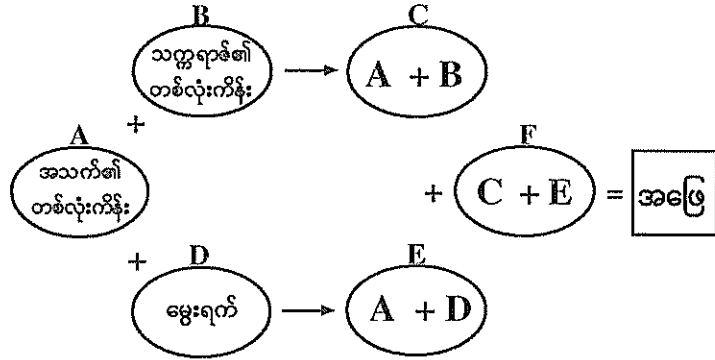 B
သက္ကရာဇ်၏
တစ်လုံးကိန်း
C
A + B
+
A
အသက်၏
တစ်လုံးကိန်း
F
+ C + E = အဖြေ
+
D
မွေးရက်
E
A + D